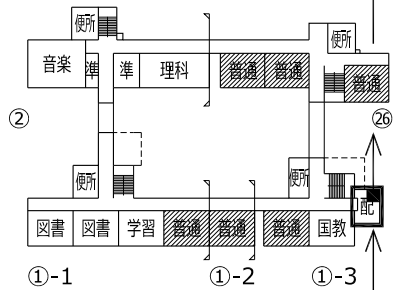 便所 便所
音楽 準 準 理科 普通 普通 普通
② ㉖
便所 便所
配
図書 図書 学習 普通 普通 普通 国教
①-1 ①-2 ①-3